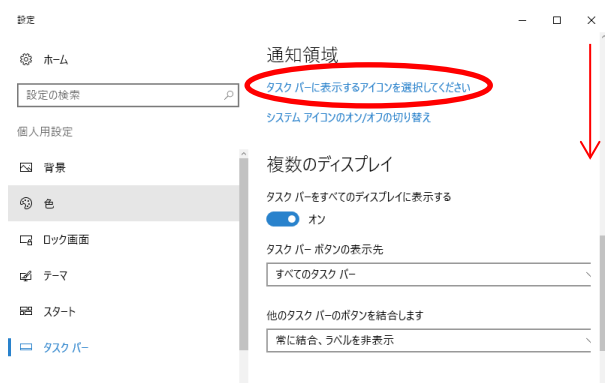 設定
ホーム
設定の検索
個人用設定
背景
色
ロック画面
テーマ
スタート
タスク バー
通知領域
タスク バーに表示するアイコンを選択してください
システム アイコンのオン/オフの切り替え
複数のディスプレイ
タスク バーをすべてのディスプレイに表示する
オン
タスク バー ボタンの表示先
すべてのタスク バー
他のタスク バーのボタンを結合します
常に結合、ラベルを非表示